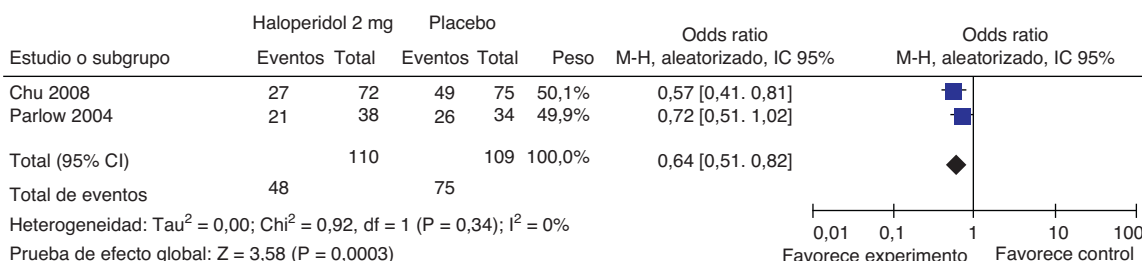 Haloperidol 2 mg Placebo Odds ratio Odds ratio
Estudio o subgrupo Eventos Total Eventos Total Peso M-H, aleatorizado, IC 95% M-H, aleatorizado, IC 95%
Chu 2008 27 72 49 75 50,1% 0,57 [0,41. 0,81]
Parlow 2004 21 38 26 34 49,9% 0,72 [0,51. 1,02]
Total (95% CI) 110 109 100,0% 0,64 [0,51. 0,82]
Total de eventos 48 75
Heterogeneidad: Tau² = 0,00; Chi² = 0,92, df = 1 (P = 0,34); I² = 0%
0,01 0,1 1 10 100
Prueba de efecto global: Z = 3.58 (P = 0.0003) Favorece experimento Favorece control